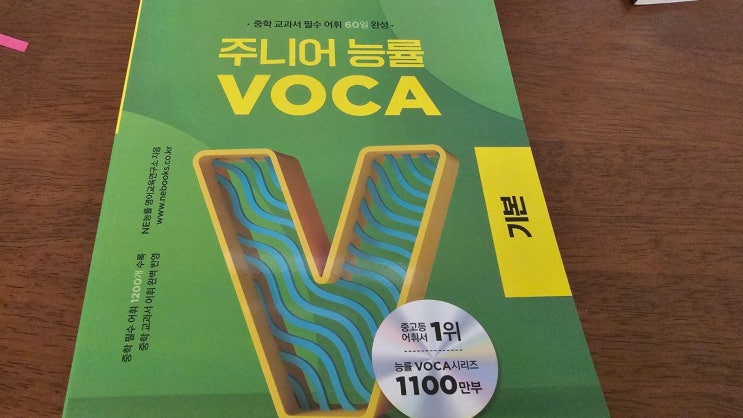 · 중학 교과서 필수 어휘 60일 완성 ·
주니어 능률
VOCA
기본
NE능률 영어교육연구소 지음
www.nebooks.co.kr
중학 필수 어휘 1200개 수록
중학 교과서 어휘 완벽 반영
중고등
어휘서 1위
능률 VOCA시리즈
1100만부